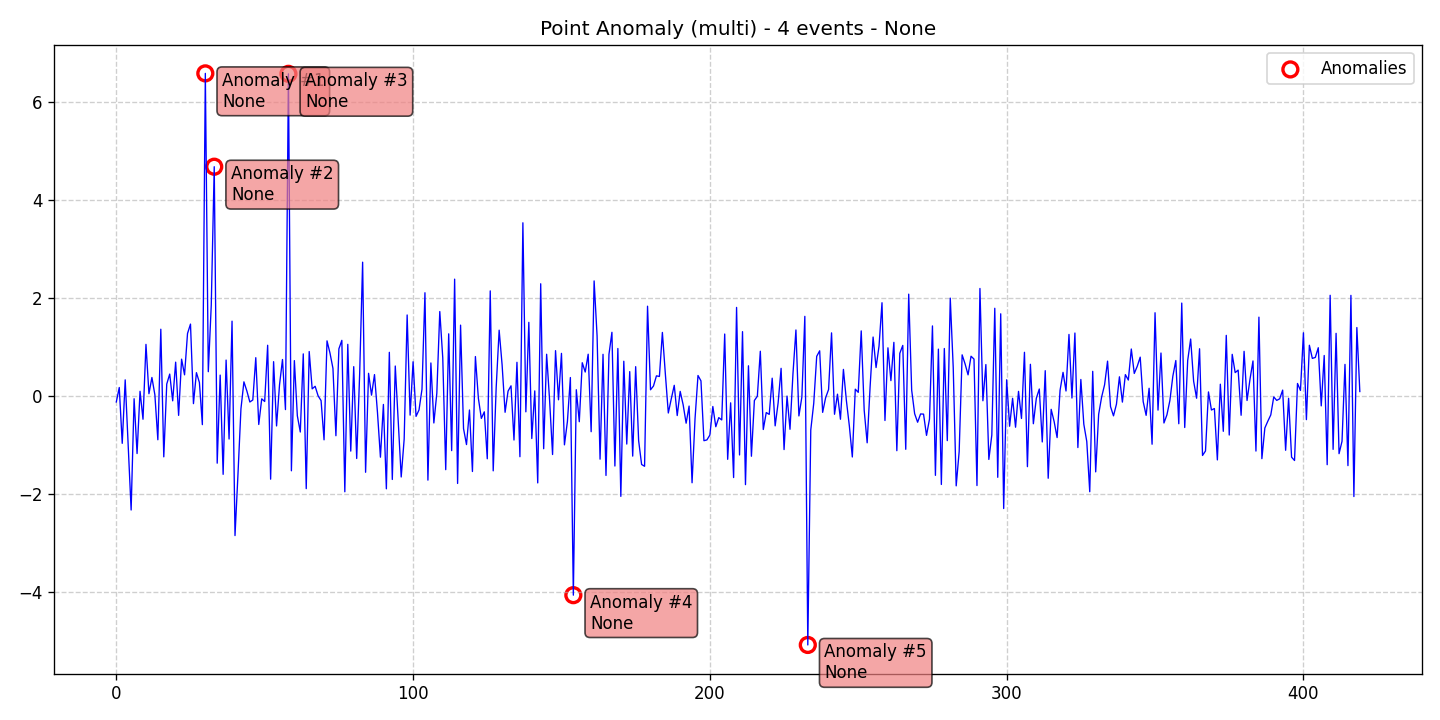 Point Anomaly (multi) - 4 events - None
Anomalies
Anomaly
None
Anomaly #3
None
Anomaly #2
None
Anomaly #4
None
Anomaly #5
None
6
4
2
0
−2
−4
0
100
200
300
400